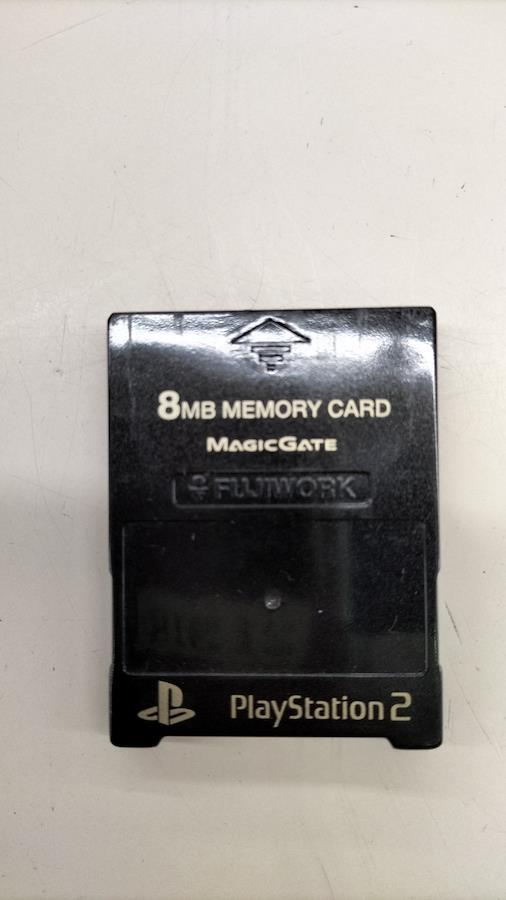 8MB MEMORY CARD
MAGICGATE
FUJIWORK
PlayStation 2